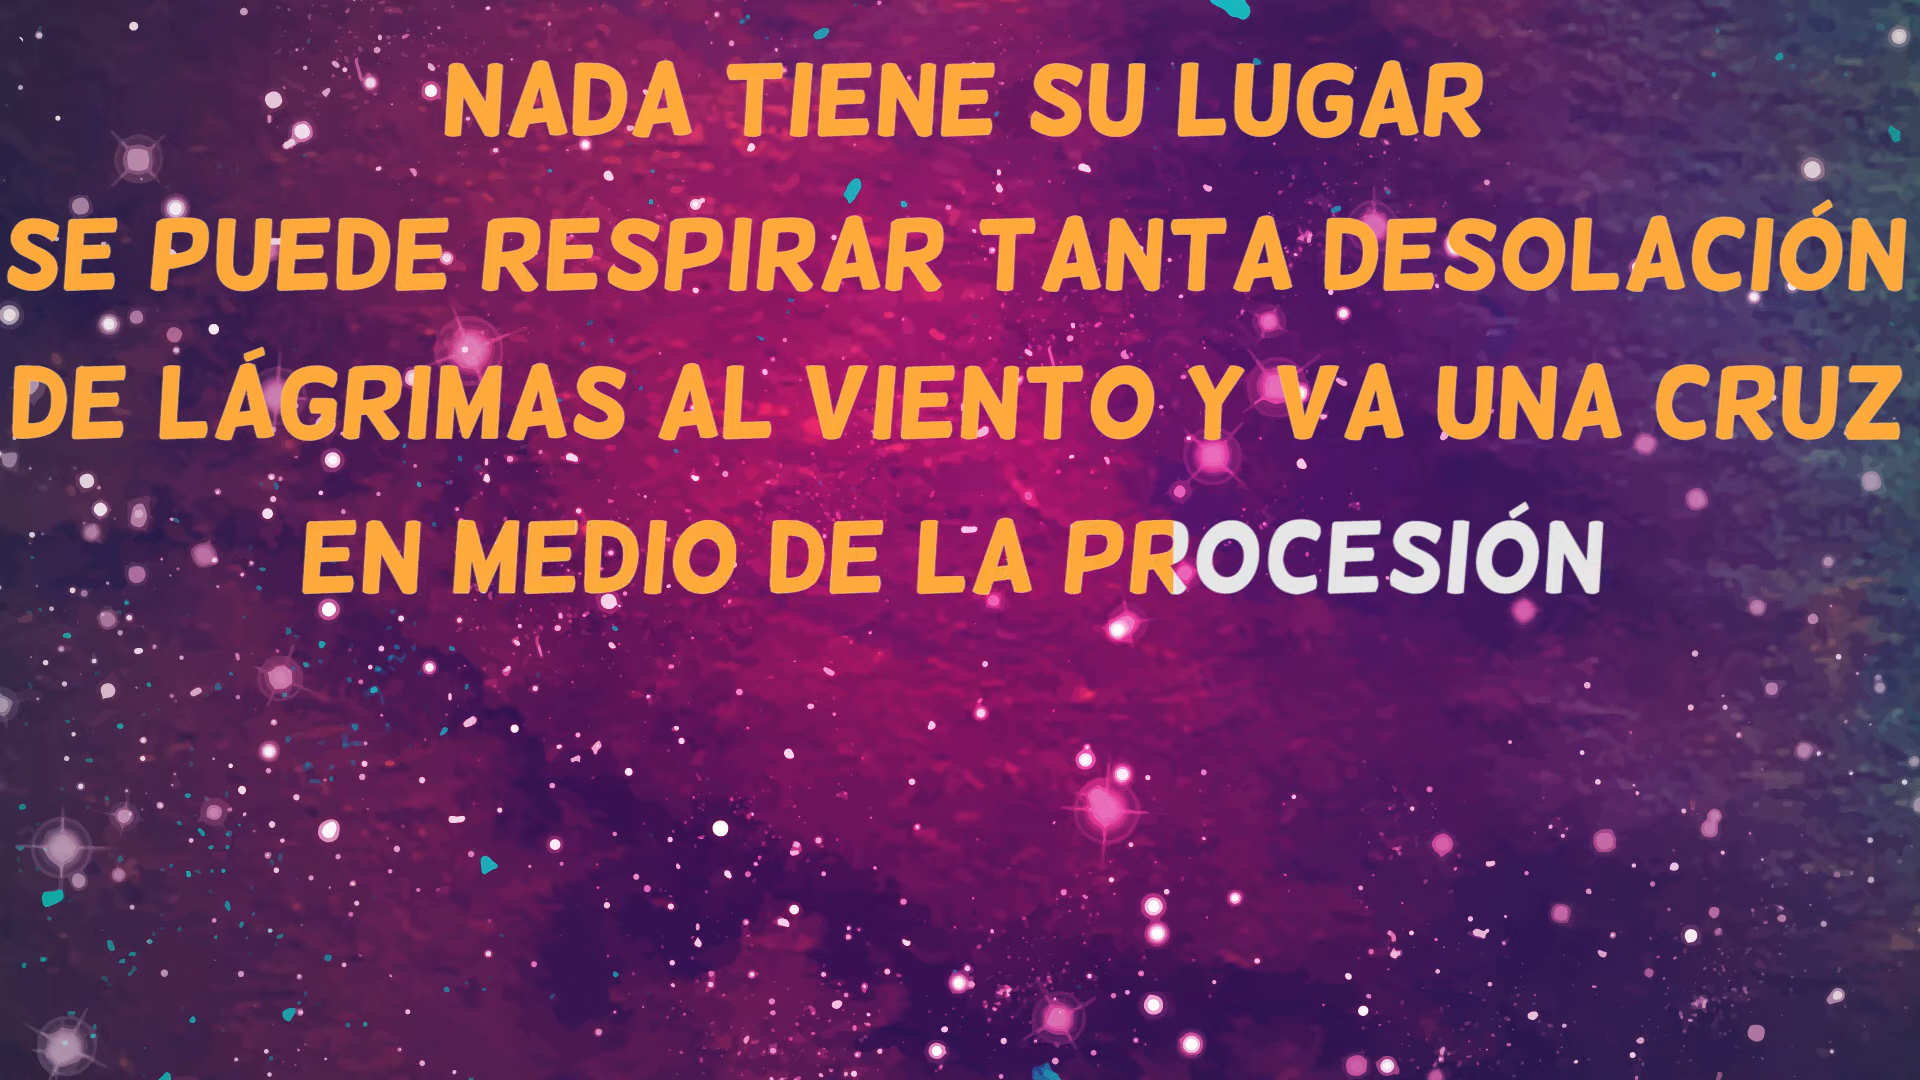 NADA TIENE SU LUGAR
SE PUEDE RESPIRAR TANTA DESOLACIÓN
DE LÁGRIMAS AL VIENTO Y VA UNA CRUZ
EN MEDIO DE LA PROCESIÓN